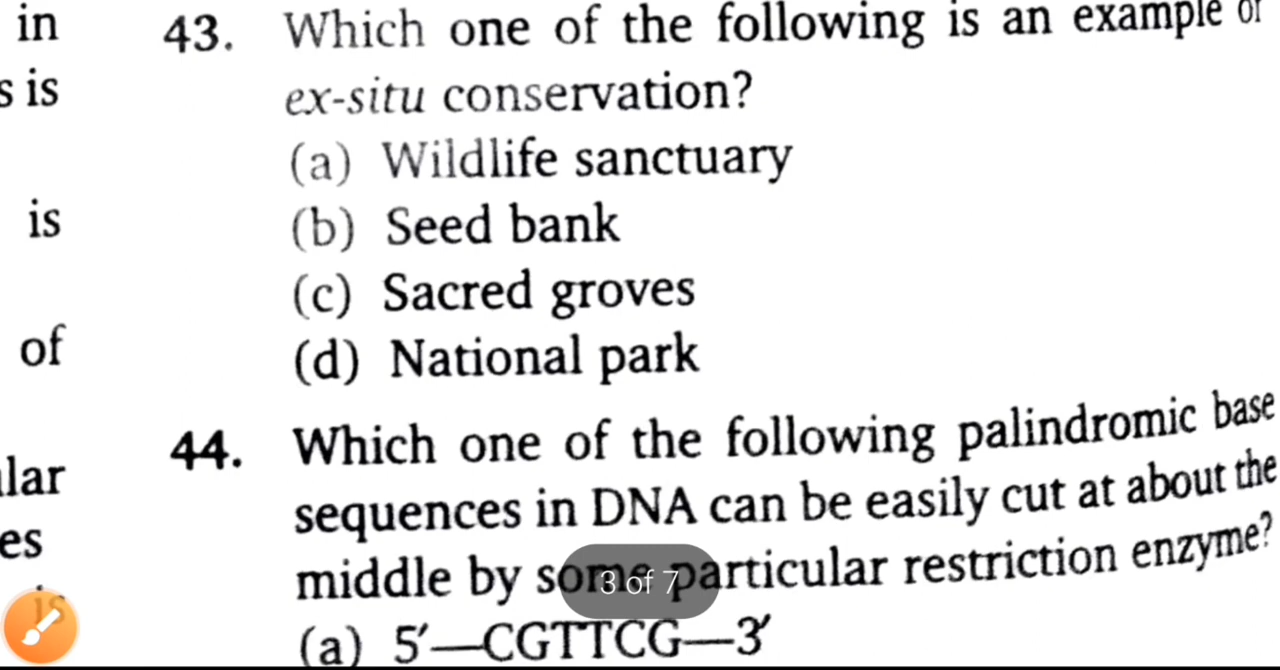 in
s is
is
of
lar
es
is
43. Which one of the following is an example of
ex-situ conservation?
(a) Wildlife sanctuary
(b) Seed bank
(c) Sacred groves
(d) National park
44. Which one of the following palindromic base
sequences in DNA can be easily cut at about the
middle by some particular restriction enzyme?
3 of 7
(a) 5′—CGTTCG—3′